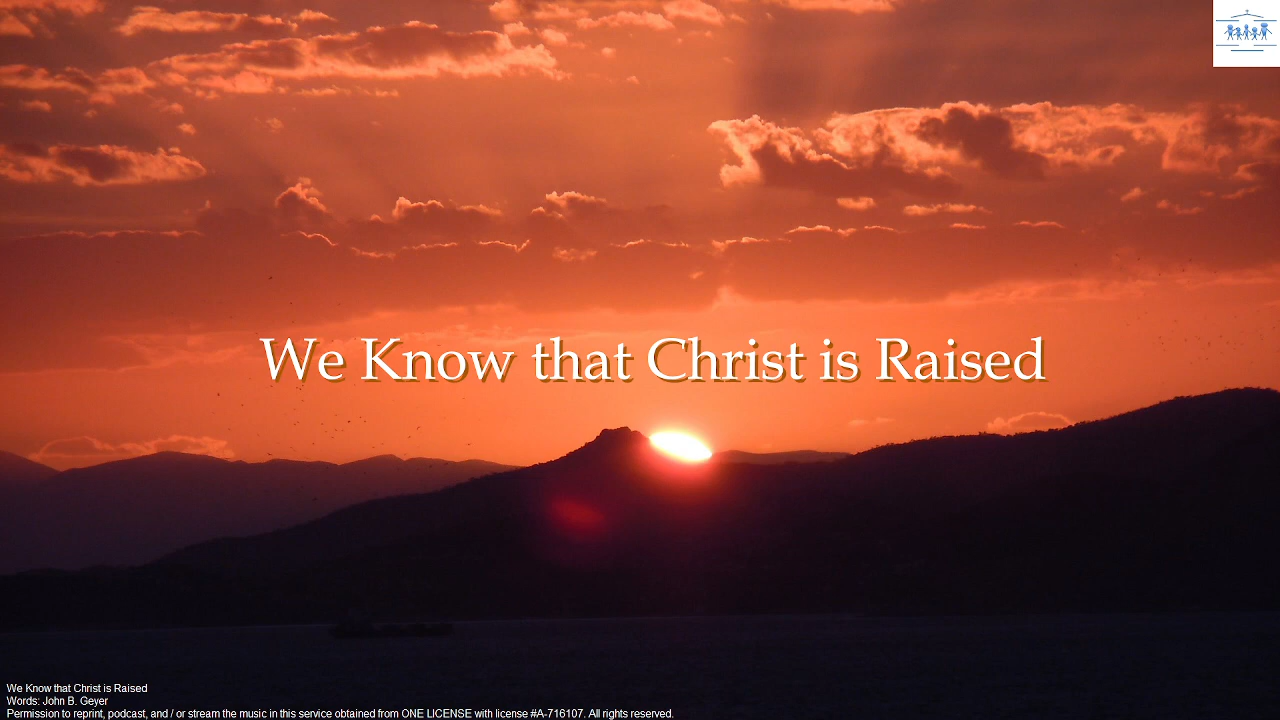 We Know that Christ is Raised
We Know that Christ is Raised
Words: John B. Geyer
Permission to reprint, podcast, and / or stream the music in this service obtained from ONE LICENSE with license #A-716107. All rights reserved.